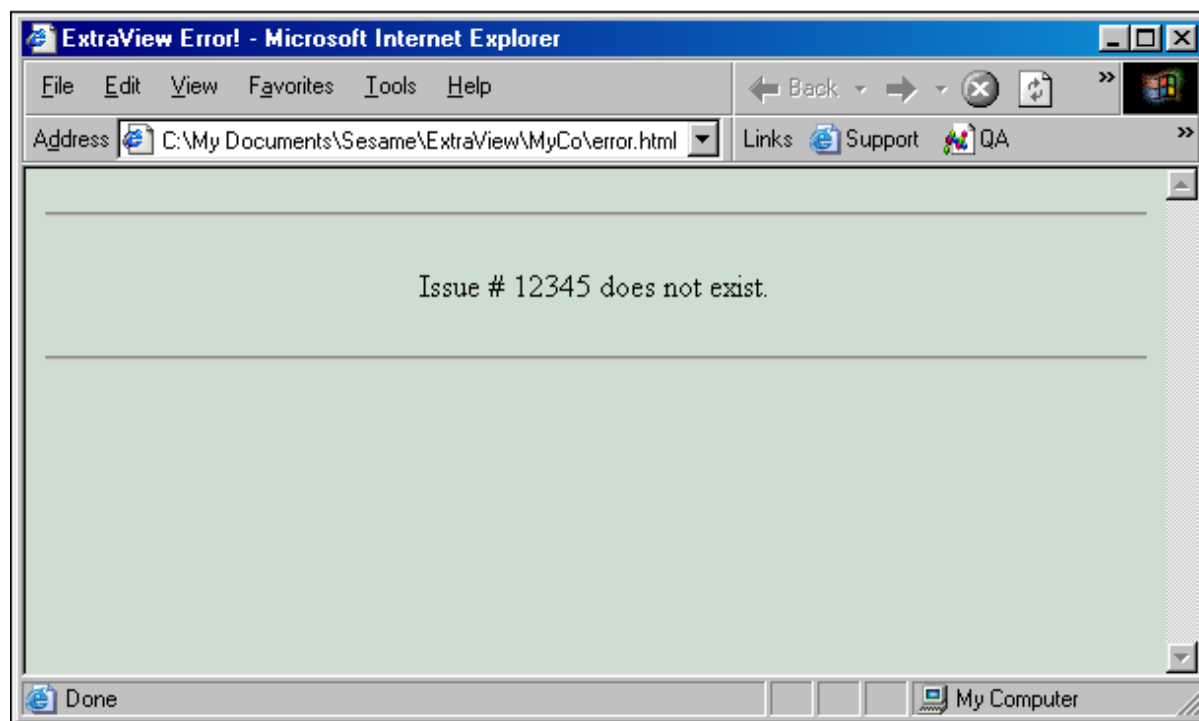 ExtraView Error! - Microsoft Internet Explorer
File Edit View Favorites Tools Help Back »
Address C:\My Documents\Sesame\ExtraView\MyCo\error.html Links Support QA »
Issue # 12345 does not exist.
Done My Computer